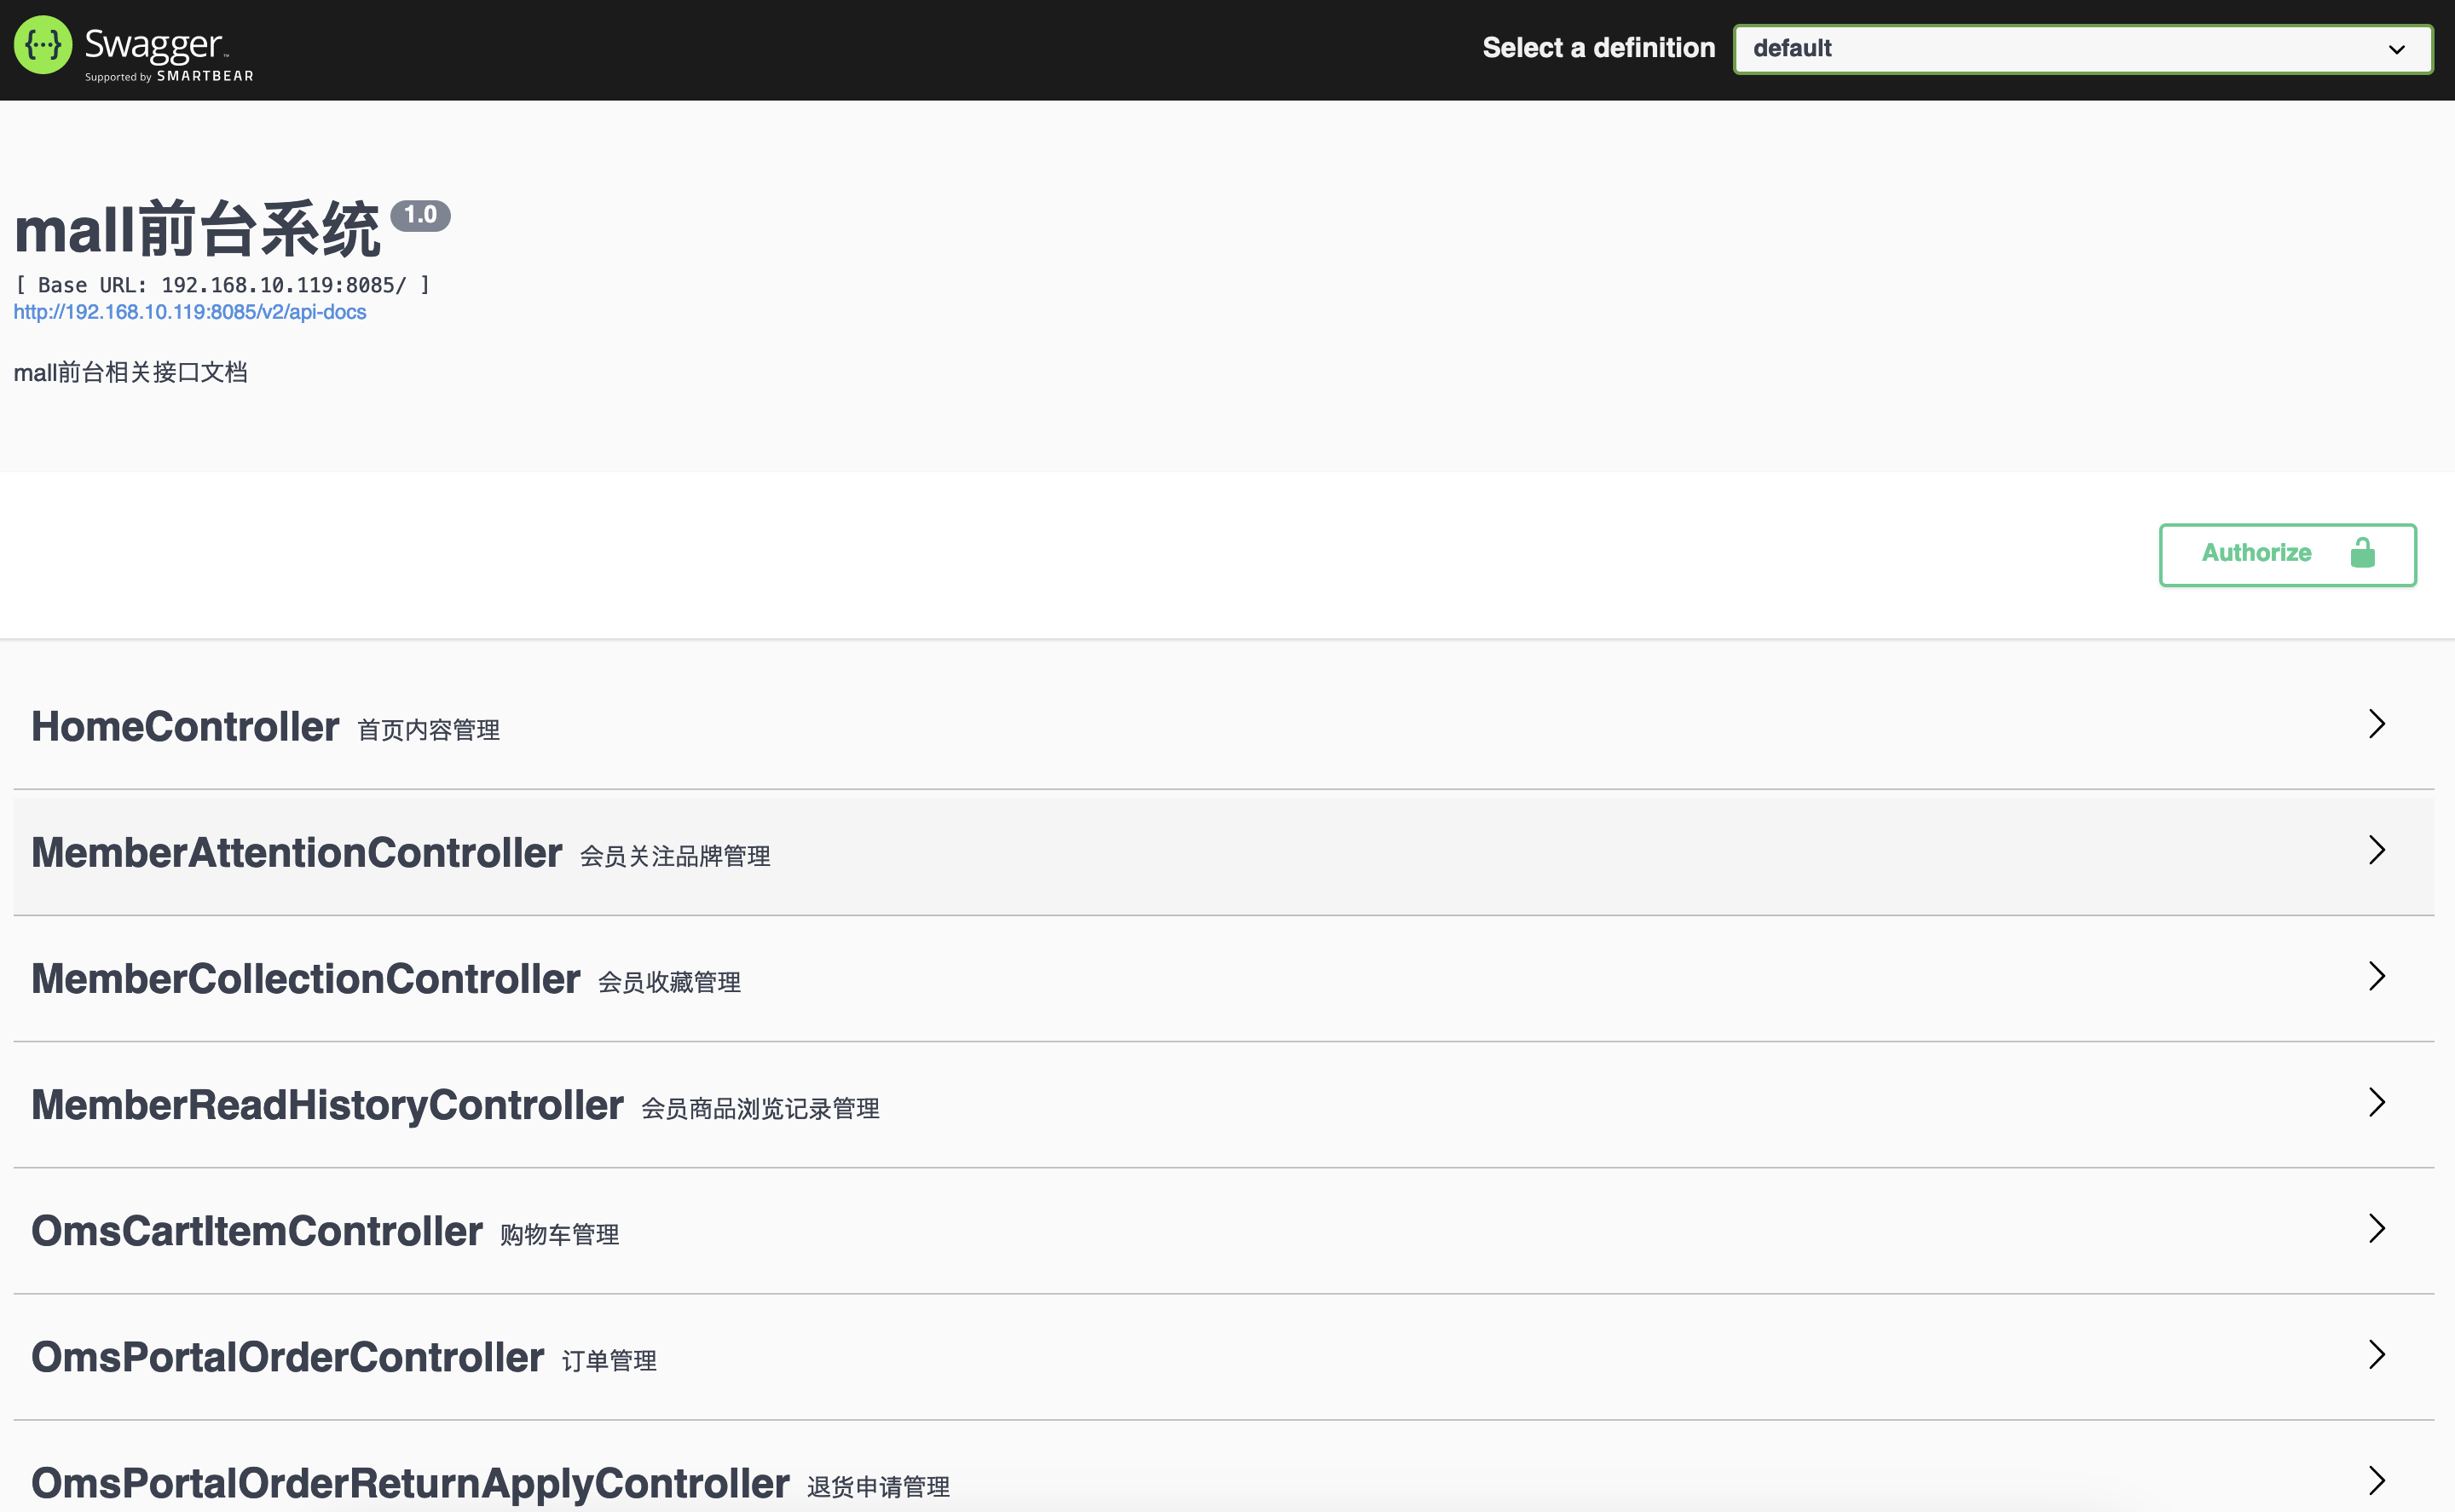 Swagger™
Supported by SMARTBEAR
Select a definition
default
mall前台系统 1.0
[ Base URL: 192.168.10.119:8085/ ]
http://192.168.10.119:8085/v2/api-docs
mall前台相关接口文档
Authorize
HomeController 首页内容管理
MemberAttentionController 会员关注品牌管理
MemberCollectionController 会员收藏管理
MemberReadHistoryController 会员商品浏览记录管理
OmsCartItemController 购物车管理
OmsPortalOrderController 订单管理
OmsPortalOrderReturnApplyController 退货申请管理